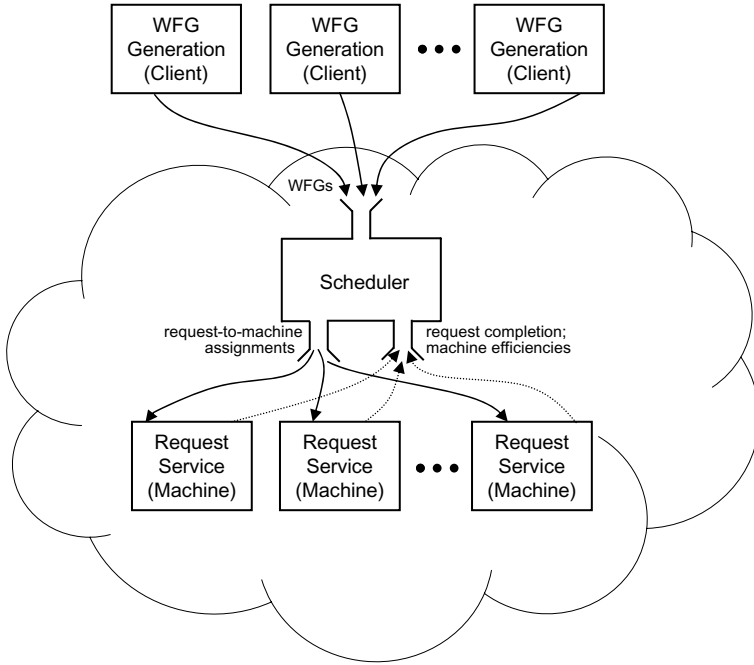 WFG
Generation
(Client)
WFG
Generation
(Client)
WFG
Generation
(Client)
WFGs
Scheduler
request-to-machine
assignments
request completion;
machine efficiencies
Request
Service
(Machine)
Request
Service
(Machine)
Request
Service
(Machine)